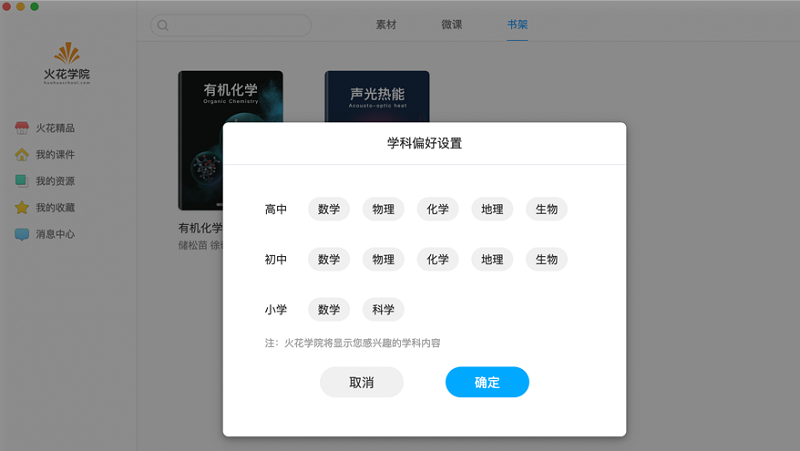 素材 微课 书架
火花学院
huohuaschool.com
火花精品
我的课件
我的资源
我的收藏
消息中心
有机化学
Organic Chemistry
声光热能
Acousto-optic heat
有机化学
储松苗
学科偏好设置
高中 数学 物理 化学 地理 生物
初中 数学 物理 化学 地理 生物
小学 数学 科学
注：火花学院将显示您感兴趣的学科内容
取消 确定